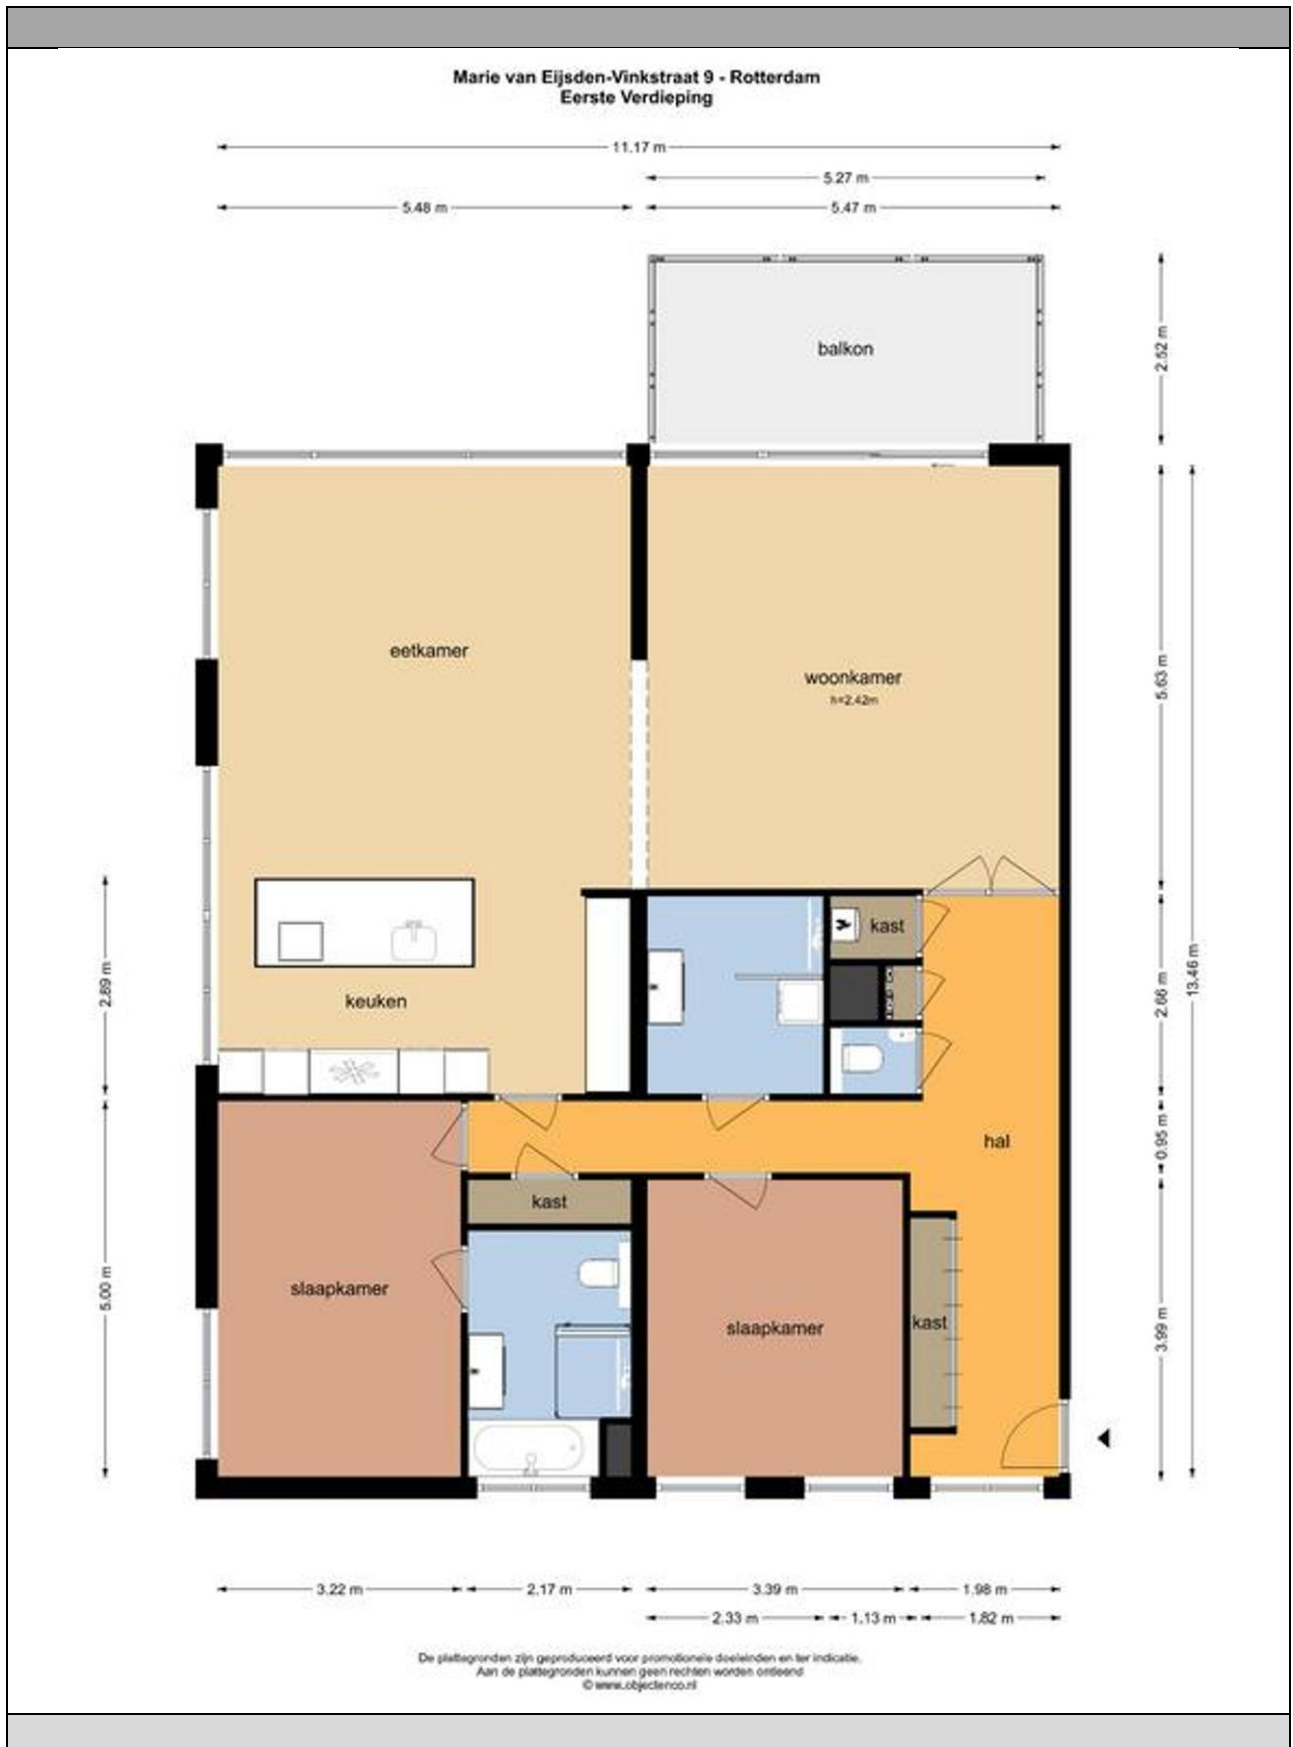 Marie van Eijsden-Vinkstraat 9 - Rotterdam
Eerste Verdieping
11.17 m
5.27 m
5.48 m
5.47 m
balkon
2.52 m
eetkamer
woonkamer
h=2.42m
5.63 m
13.46 m
kast
2.89 m
keuken
2.66 m
hal
0.95 m
kast
slaapkamer
5.00 m
slaapkamer
kast
3.99 m
3.22 m
2.17 m
3.39 m
1.98 m
2.33 m
1.13 m
1.82 m
De plattegronden zijn geproduceerd voor promotionele doeleinden en ter indicatie.
Aan de plattegronden kunnen geen rechten worden ontleend
© www.objectenco.nl